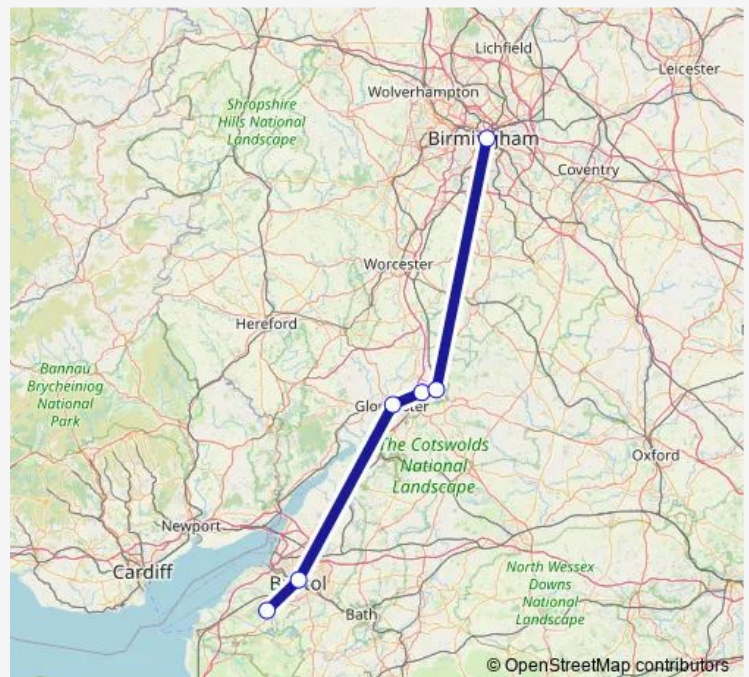 Lichfield
Leicester
Wolverhampton
Shropshire
Hills National
Landscape
Coventry
Worcester
Hereford
Bannau
Brycheiniog
National
Park
The Cotswolds
National
Landscape
Oxford
Newport
Cardiff
North Wessex
Downs
National
Landscape
Bath
© OpenStreetMap contributors